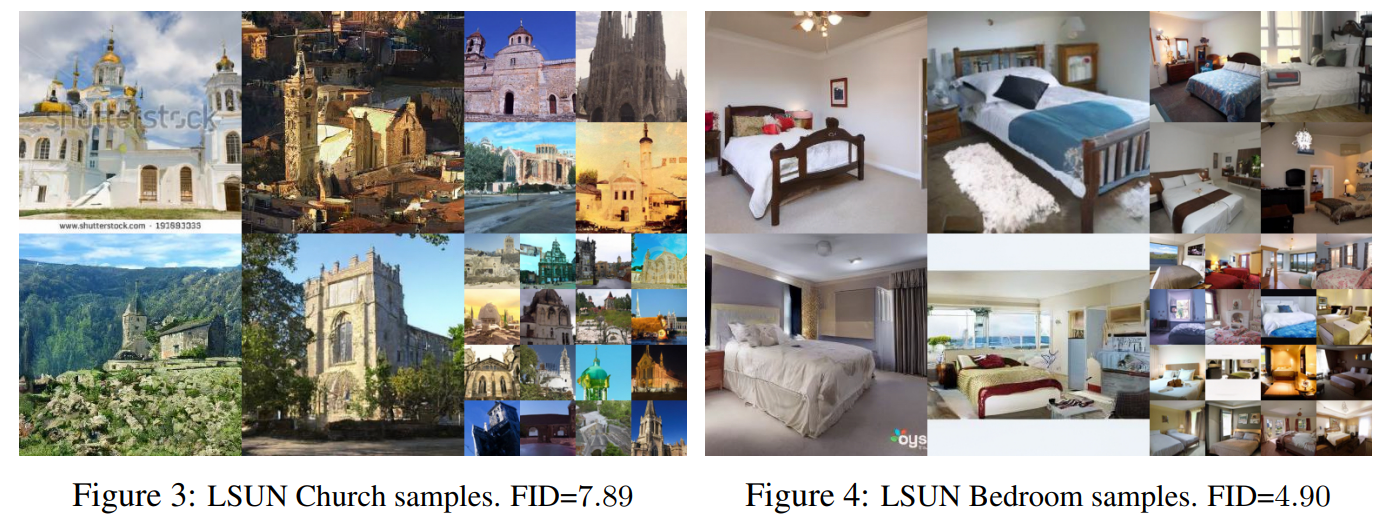 shutterstock
www.shutterstock.com · 193593335
oys
Figure 3: LSUN Church samples. FID=7.89
Figure 4: LSUN Bedroom samples. FID=4.90